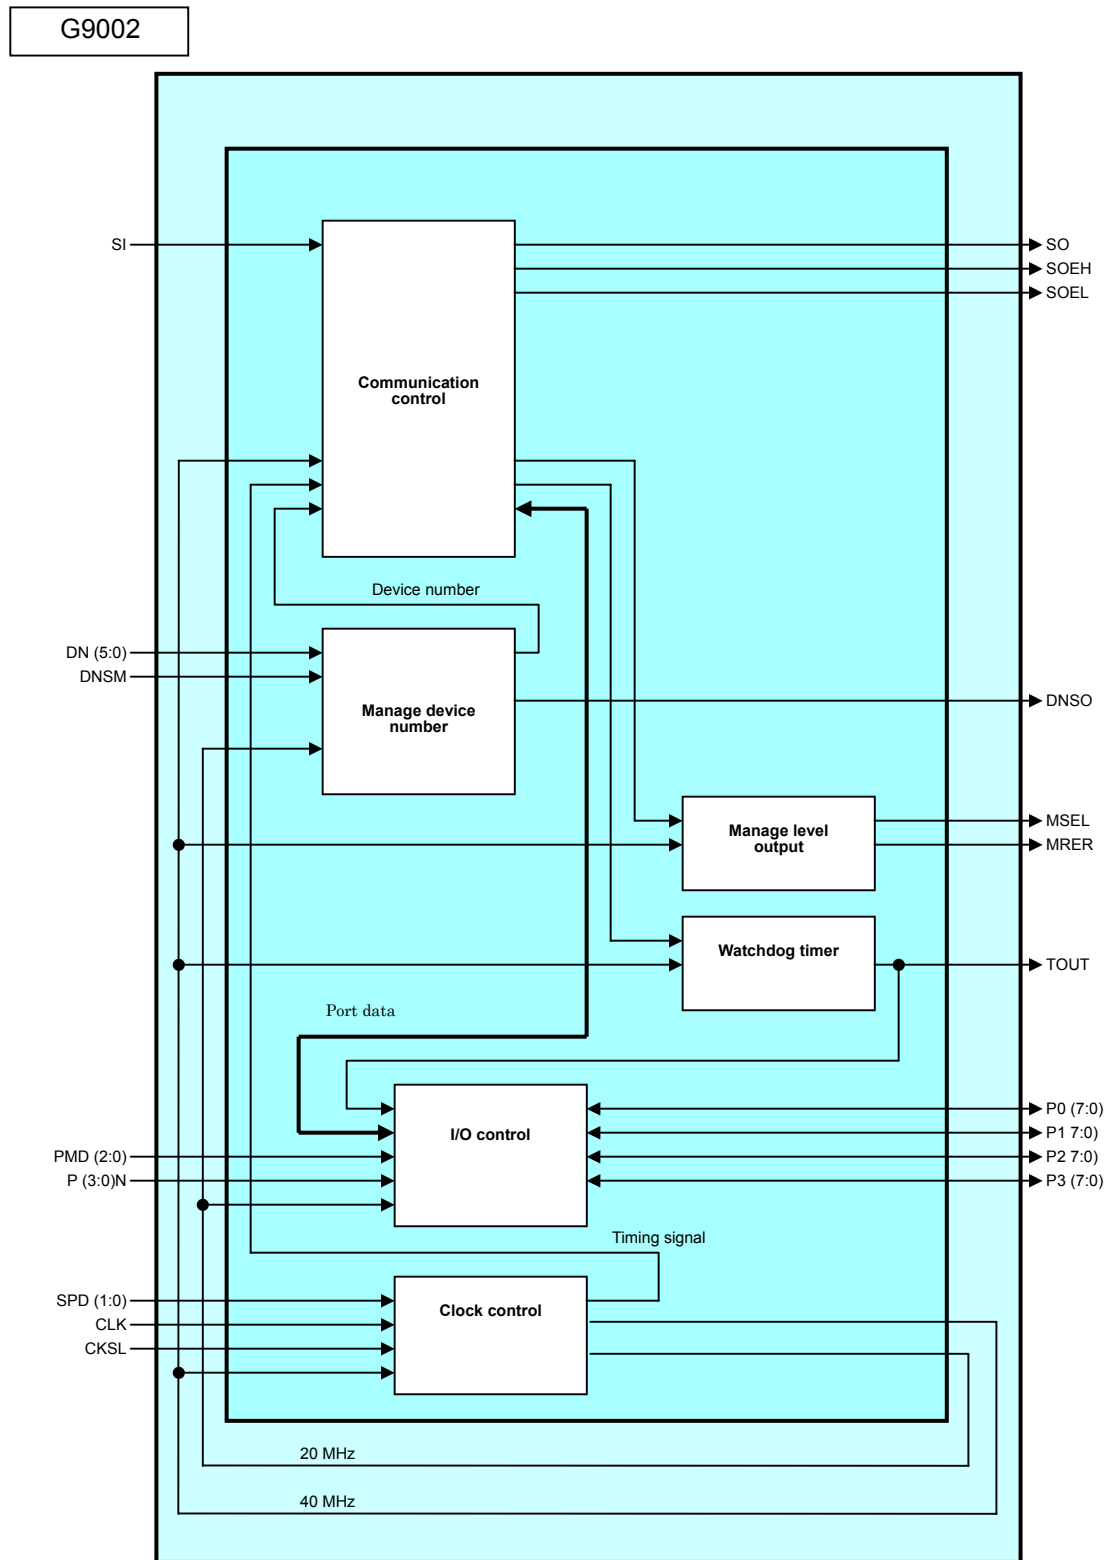 G9002
SI
SO
SOEH
SOEL
Communication
control
Device number
DN (5:0)
DNSM
Manage device
number
DNSO
Manage level
output
MSEL
MRER
Watchdog timer
TOUT
Port data
I/O control
P0 (7:0)
P1 7:0)
PMD (2:0)
P2 7:0)
P (3:0)N
P3 (7:0)
Timing signal
SPD (1:0)
Clock control
CLK
CKSL
20 MHz
40 MHz